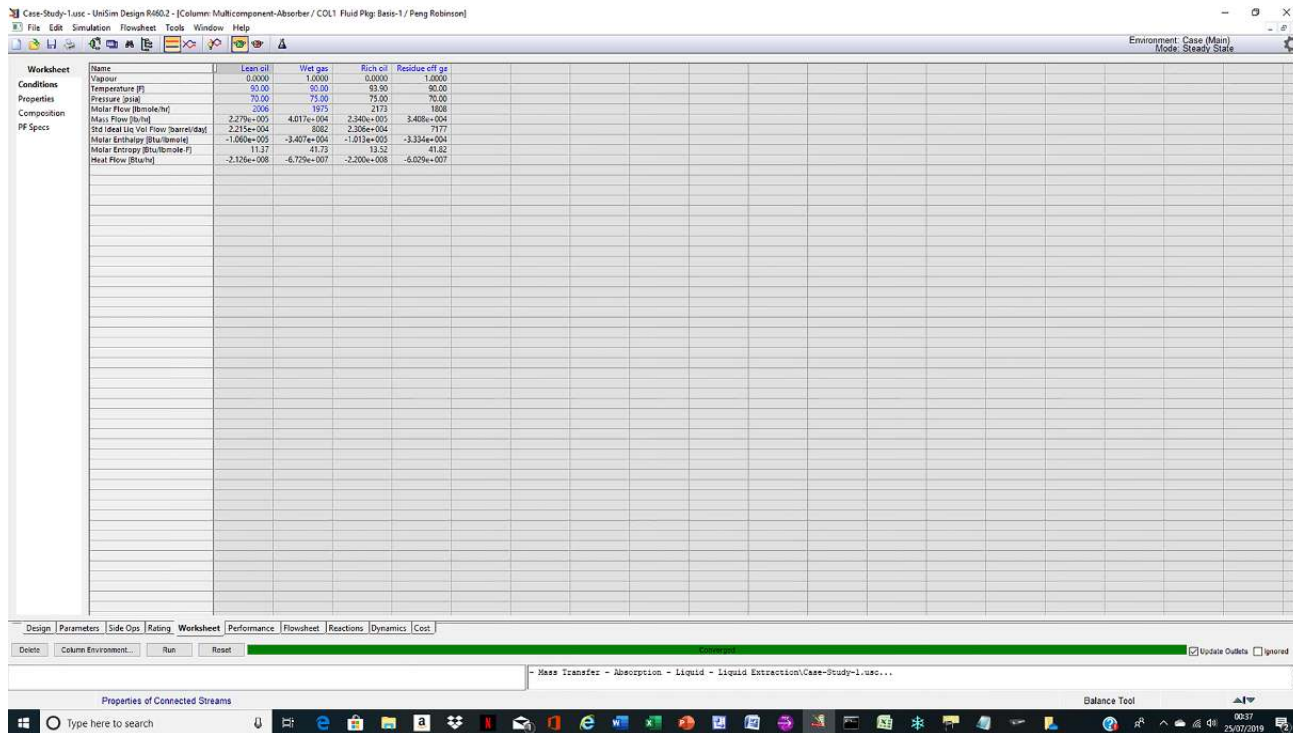 Case-Study-1.usc - UniSim Design R460.2 - [Column: Multicomponent-Absorber / COL1 Fluid Pkg: Basis-1 / Peng Robinson]
File Edit Simulation Flowsheet Tools Window Help
Environment: Case (Main)
Mode: Steady State
Worksheet
Conditions
Properties
Composition
PF Specs
Name Lean oil Wet gas Rich oil Residue off ga
Vapour 0.0000 1.0000 0.0000 1.0000
Temperature [F] 90.00 90.00 93.90 90.00
Pressure [psia] 70.00 75.00 75.00 70.00
Molar Flow [lbmole/hr] 2006 1975 2173 1808
Mass Flow [lb/hr] 2.279e+005 4.017e+004 2.340e+005 3.408e+004
Std Ideal Liq Vol Flow [barrel/day] 2.215e+004 8082 2.306e+004 7177
Molar Enthalpy [Btu/lbmole] -1.060e+005 -3.407e+004 -1.013e+005 -3.334e+004
Molar Entropy [Btu/lbmole-F] 11.37 41.73 13.52 41.82
Heat Flow [Btu/hr] -2.126e+008 -6.729e+007 -2.200e+008 -6.029e+007
Design Parameters Side Ops Rating Worksheet Performance Flowsheet Reactions Dynamics Cost
Delete Column Environment... Run Reset Converged Update Outlets Ignored
- Mass Transfer - Absorption - Liquid - Liquid Extraction\Case-Study-1.usc...
Properties of Connected Streams Balance Tool
Type here to search
00:37
25/07/2019